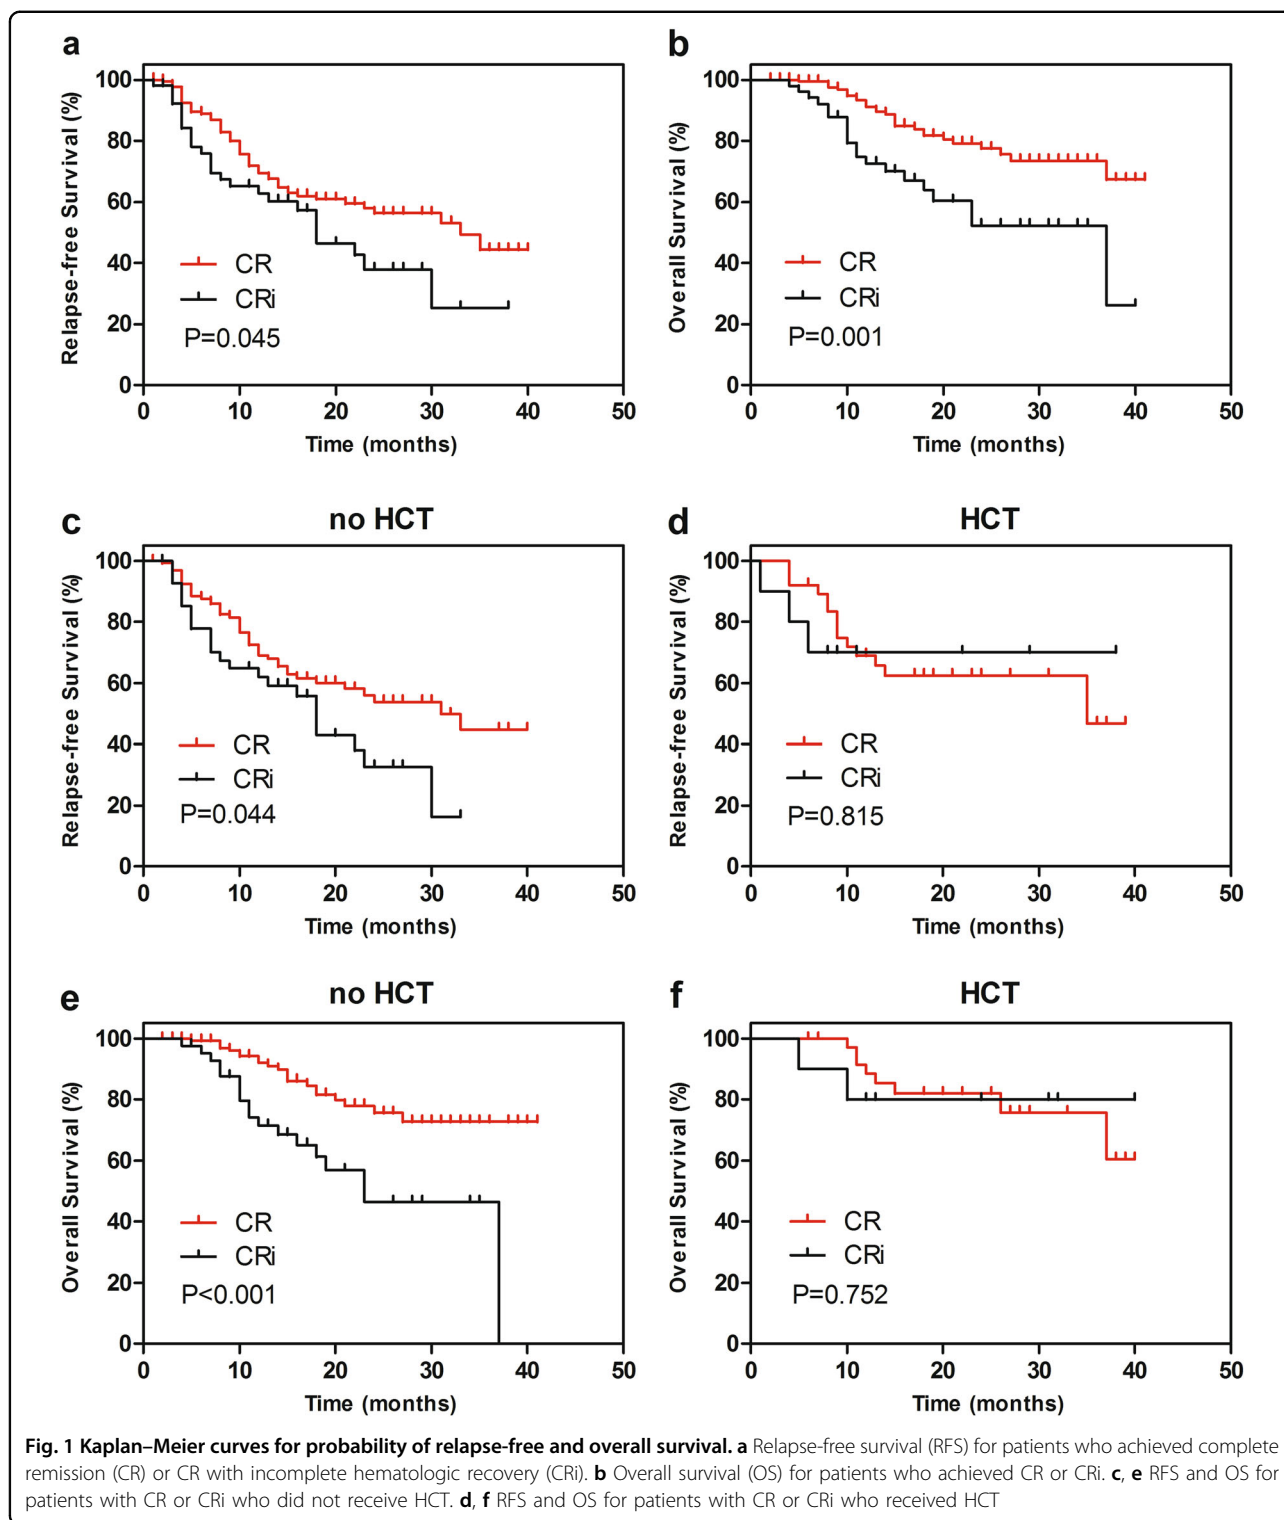 a
100
80
60
40
20
0
Relapse-free Survival (%)
CR
CRi
P=0.045
0 10 20 30 40 50
Time (months)
b
100
80
60
40
20
0
Overall Survival (%)
CR
CRi
P=0.001
0 10 20 30 40 50
Time (months)
c
no HCT
100
80
60
40
20
0
Relapse-free Survival (%)
CR
CRi
P=0.044
0 10 20 30 40 50
Time (months)
d
HCT
100
80
60
40
20
0
Relapse-free Survival (%)
CR
CRi
P=0.815
0 10 20 30 40 50
Time (months)
e
no HCT
100
80
60
40
20
0
Overall Survival (%)
CR
CRi
P<0.001
0 10 20 30 40 50
Time (months)
f
HCT
100
80
60
40
20
0
Overall Survival (%)
CR
CRi
P=0.752
0 10 20 30 40 50
Time (months)
Fig. 1 Kaplan–Meier curves for probability of relapse-free and overall survival. a Relapse-free survival (RFS) for patients who achieved complete
remission (CR) or CR with incomplete hematologic recovery (CRi). b Overall survival (OS) for patients who achieved CR or CRi. c, e RFS and OS for
patients with CR or CRi who did not receive HCT. d, f RFS and OS for patients with CR or CRi who received HCT